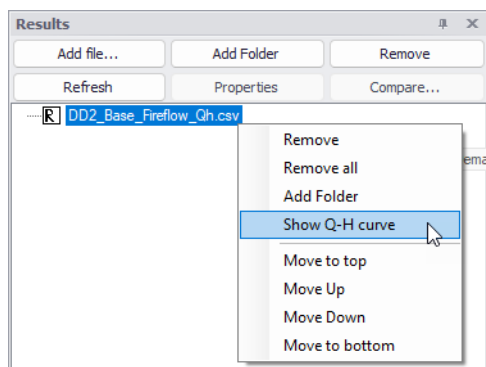 Results
Add file... Add Folder Remove
Refresh Properties Compare...
R DD2_Base_Fireflow_Qh.csv
Remove
Remove all
Add Folder
Show Q-H curve
Move to top
Move Up
Move Down
Move to bottom